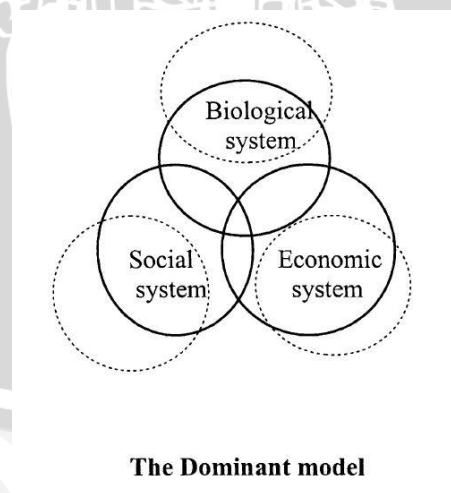 Biological
system
Social
system
Economic
system
The Dominant model